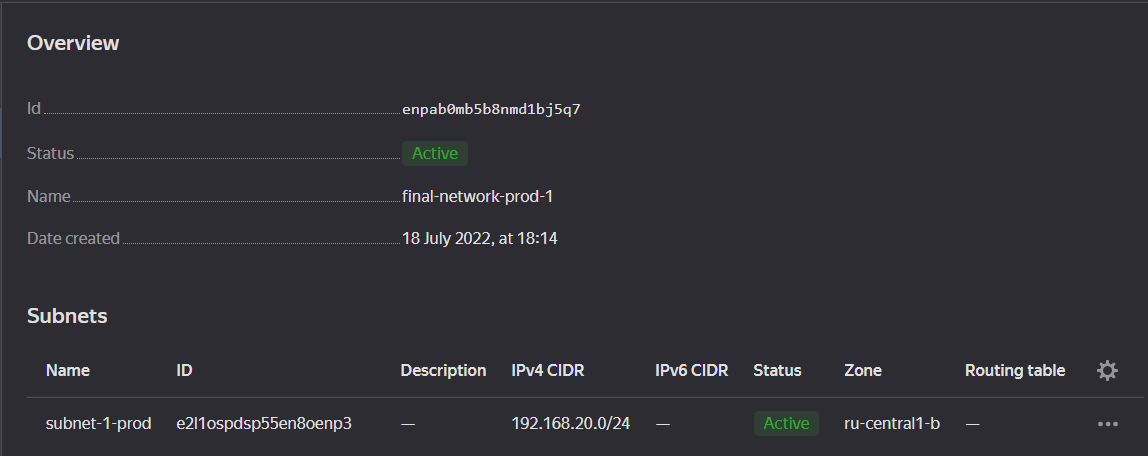 Overview
Id enpab0mb5b8nmd1bj5q7
Status Active
Name final-network-prod-1
Date created 18 July 2022, at 18:14
Subnets
Name ID Description IPv4 CIDR IPv6 CIDR Status Zone Routing table
subnet-1-prod e2l1ospdsp55en8oenp3 — 192.168.20.0/24 — Active ru-central1-b —